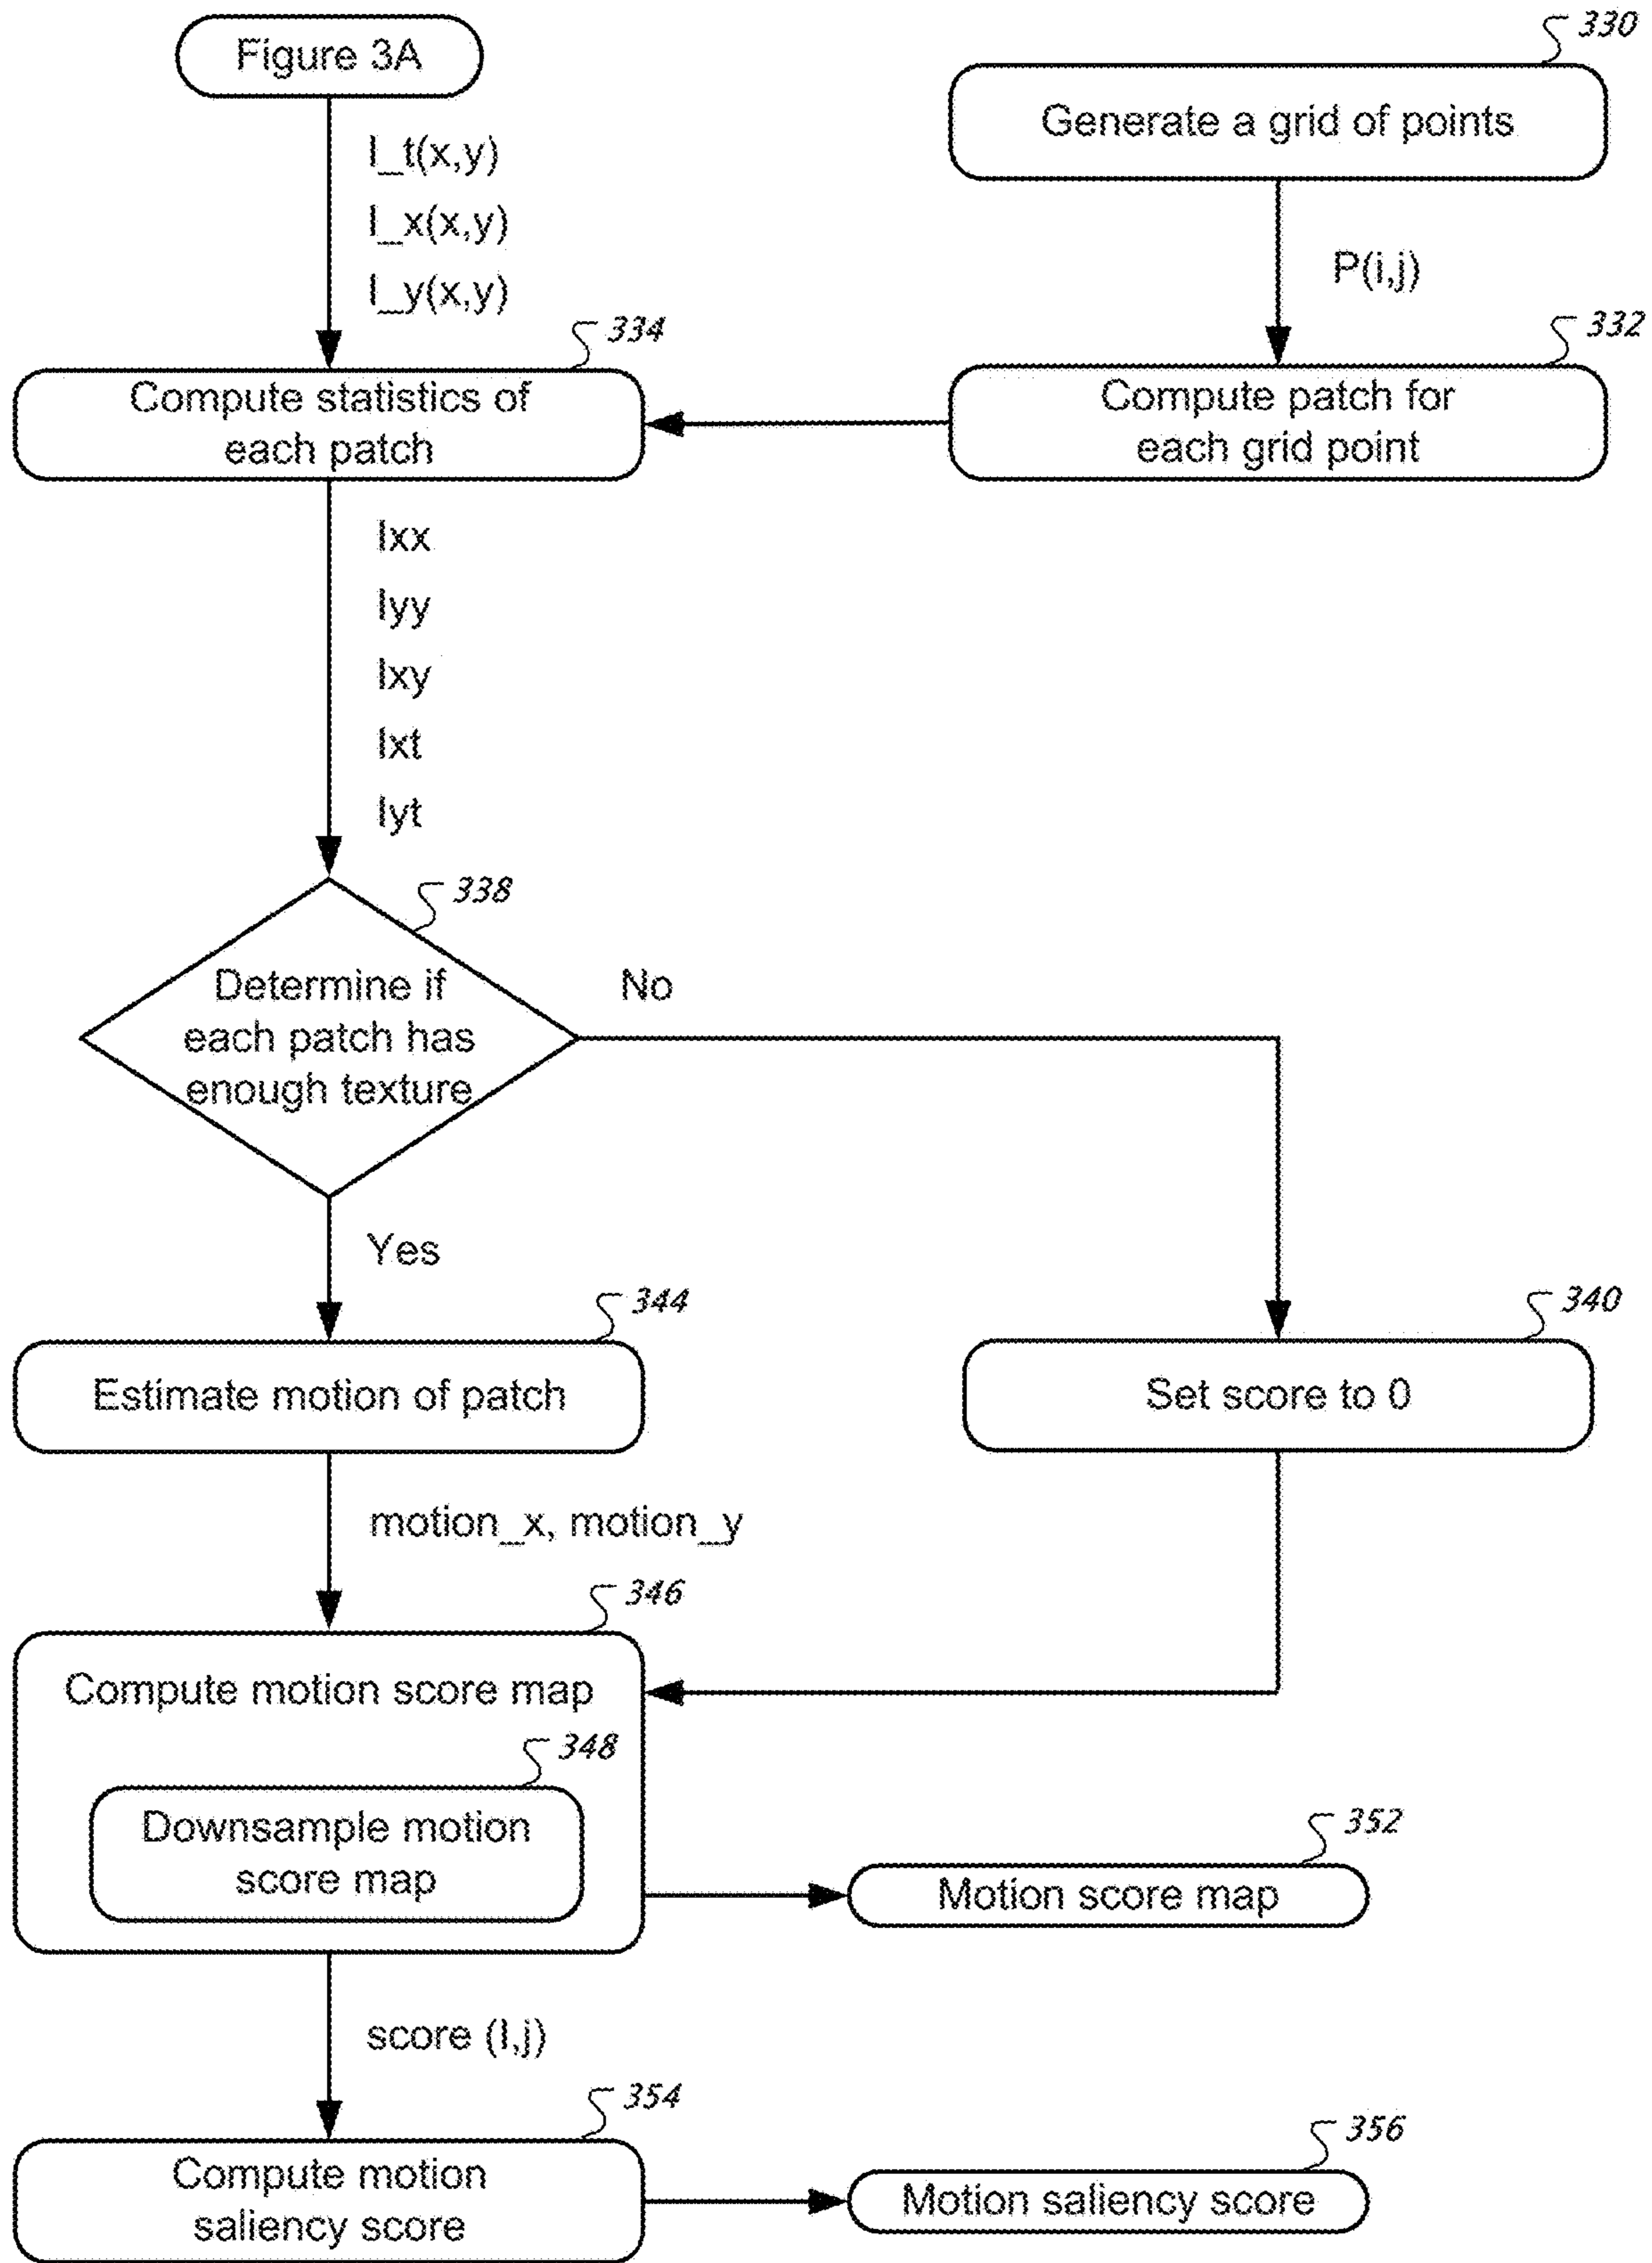 Figure 3A
330
Generate a grid of points
I_t(x,y)
I_x(x,y)
I_y(x,y)
P(i,j)
334
Compute statistics of
each patch
332
Compute patch for
each grid point
Ixx
Iyy
Ixy
Ixt
Iyt
338
Determine if
each patch has
enough texture
No
Yes
344
Estimate motion of patch
340
Set score to 0
motion_x, motion_y
346
Compute motion score map
348
Downsample motion
score map
352
Motion score map
score (I,j)
354
Compute motion
saliency score
356
Motion saliency score